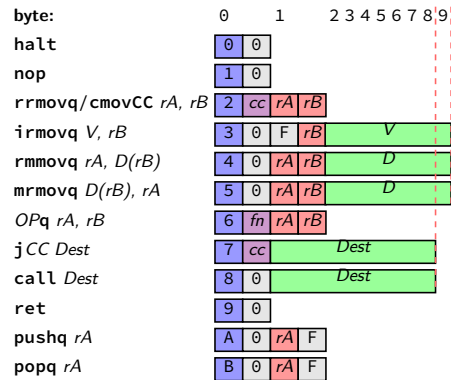 byte: 0 1 2 3 4 5 6 7 8 9
halt 0 0
nop 1 0
rrmovq/cmovCC rA, rB 2 cc rA rB
irmovq V, rB 3 0 F rB V
rmmovq rA, D(rB) 4 0 rA rB D
mrmovq D(rB), rA 5 0 rA rB D
OPq rA, rB 6 fn rA rB
jCC Dest 7 cc Dest
call Dest 8 0 Dest
ret 9 0
pushq rA A 0 rA F
popq rA B 0 rA F